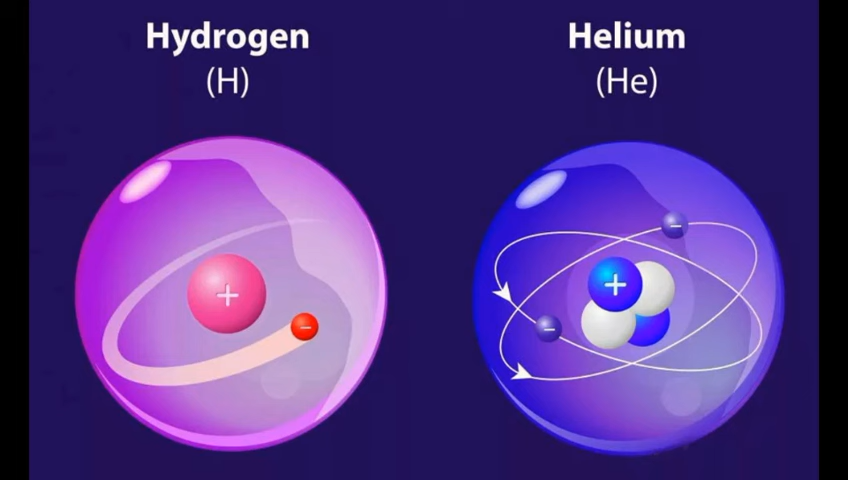 Hydrogen
(H)
Helium
(He)
+
−
−
+
−